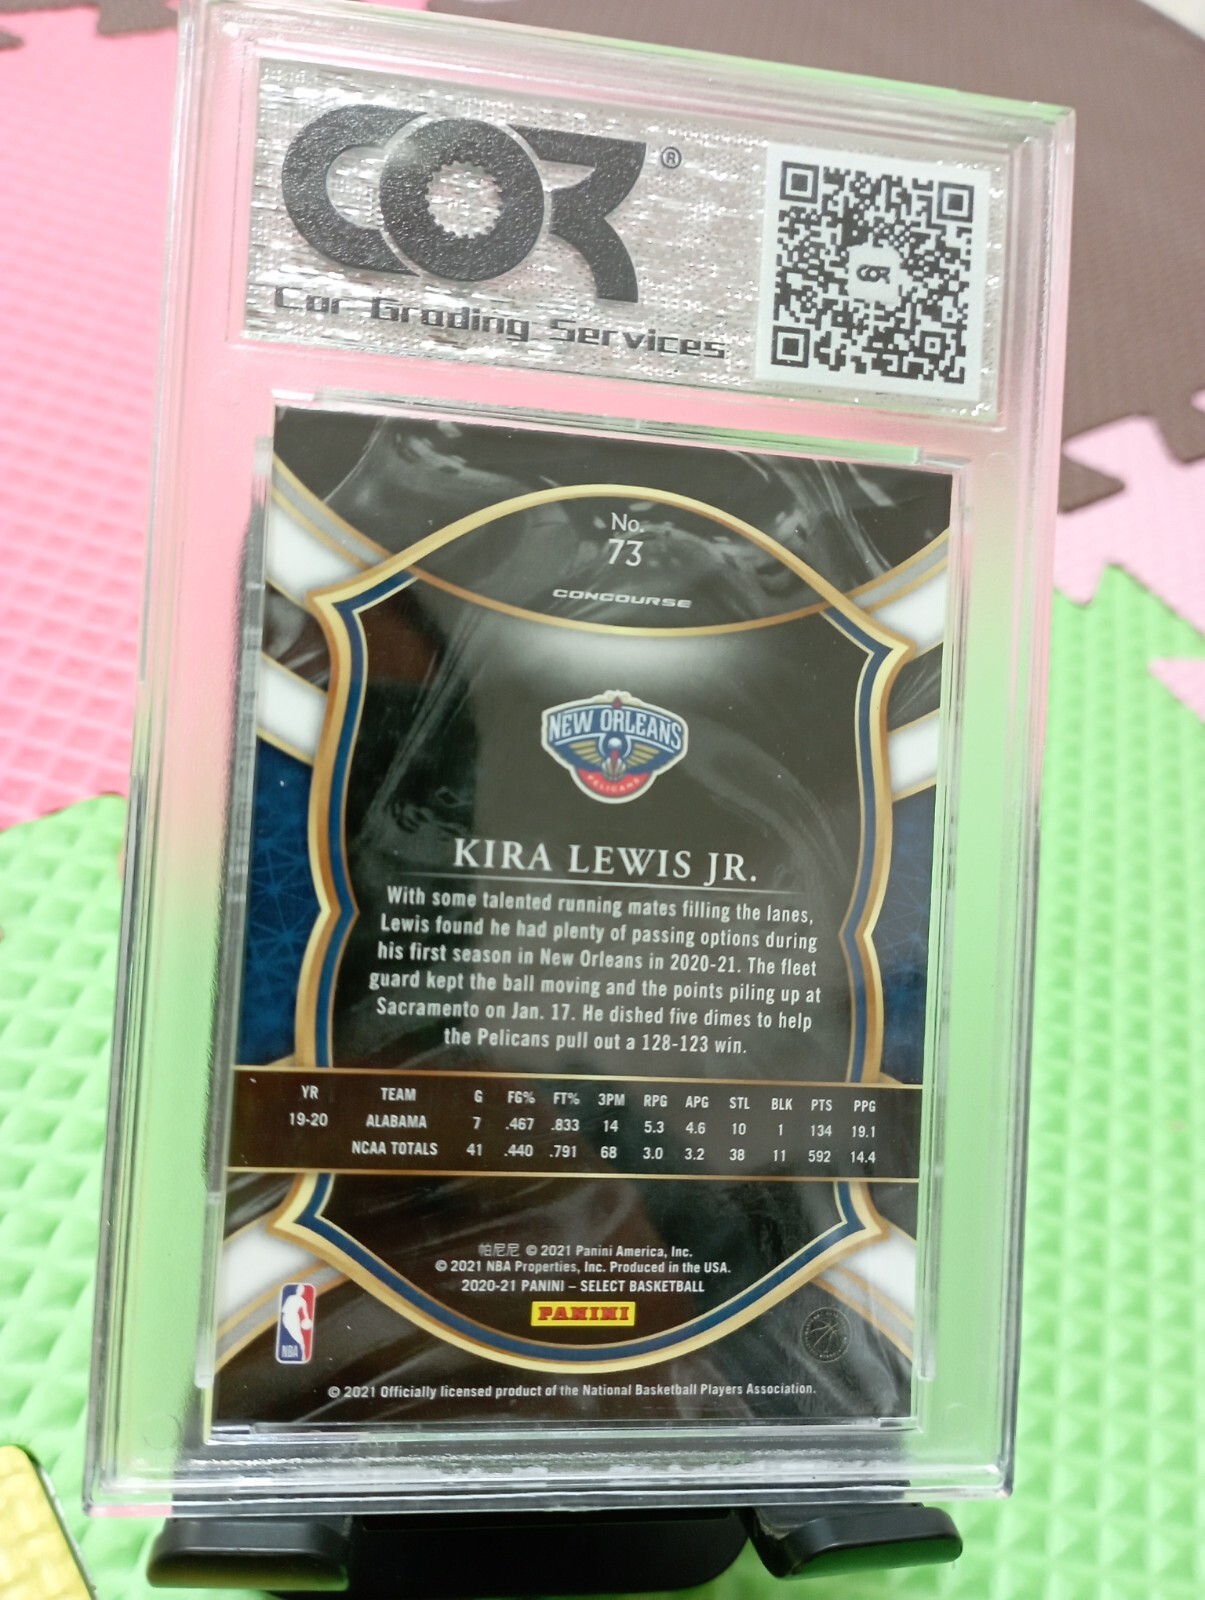 COR®
Cor Grading Services
COR
No.
73
CONCOURSE
NEW ORLEANS
PELICANS
KIRA LEWIS JR.
With some talented running mates filling the lanes,
Lewis found he had plenty of passing options during
his first season in New Orleans in 2020-21. The fleet
guard kept the ball moving and the points piling up at
Sacramento on Jan. 17. He dished five dimes to help
the Pelicans pull out a 128-123 win.
YR TEAM G FG% FT% 3PM RPG APG STL BLK PTS PPG
19-20 ALABAMA 7 .467 .833 14 5.3 4.6 10 1 134 19.1
NCAA TOTALS 41 .440 .791 68 3.0 3.2 38 11 592 14.4
帕尼尼 © 2021 Panini America, Inc.
© 2021 NBA Properties, Inc. Produced in the USA.
2020-21 PANINI – SELECT BASKETBALL
PANINI
NBA
© 2021 Officially licensed product of the National Basketball Players Association.